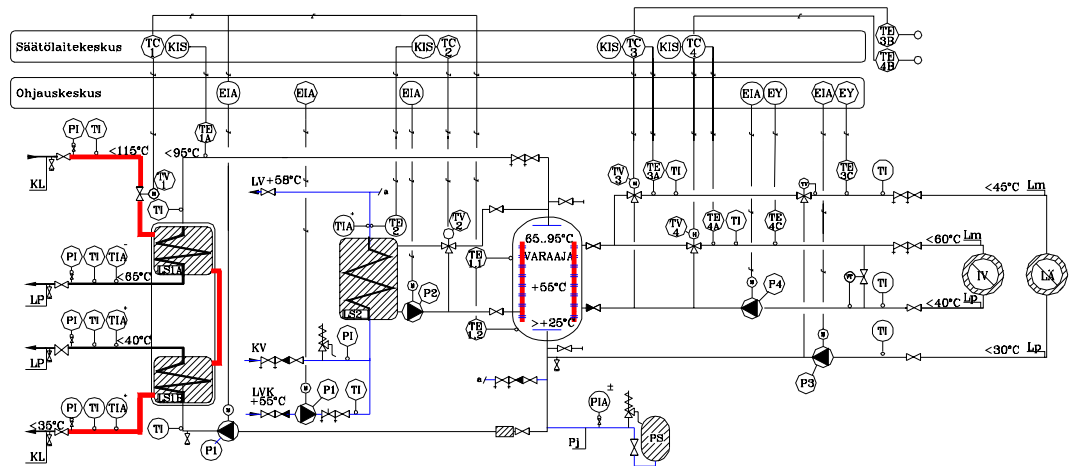 Säätölaitekeskus
TC 1
KIS
KIS
TC 2
KIS
TC 3
KIS
TC 4
TE 3B
TE 4B
Ohjauskeskus
EIA
EIA
EIA
EIA
EY
EIA
EY
PI
TI
TE 1A
<115°C
<95°C
KL
TV 1
M
TI
LV +58°C
a
TIA +
TE 2
TV 2
TV 3
M
TE 3A
TI
TE 3C
TI
<45°C
Lm
65..95°C
VARAAJA
+55°C
>+25°C
TE 1.1
TE 1.2
TV 4
M
TE 4A
TI
TE 4C
<60°C
Lm
LS1A
PI
TI
TIA -
<65°C
LP
LS2
M
P2
M
P4
TI
IV
LÄ
<40°C
Lp
PI
TI
TIA
<40°C
LP
KV
PI
M
P3
TI
<30°C
Lp
LS1B
PI
TI
TIA +
<35°C
KL
LVK
+55°C
M
P1
TI
a
TI
M
P1
PIA ±
Pj
PS